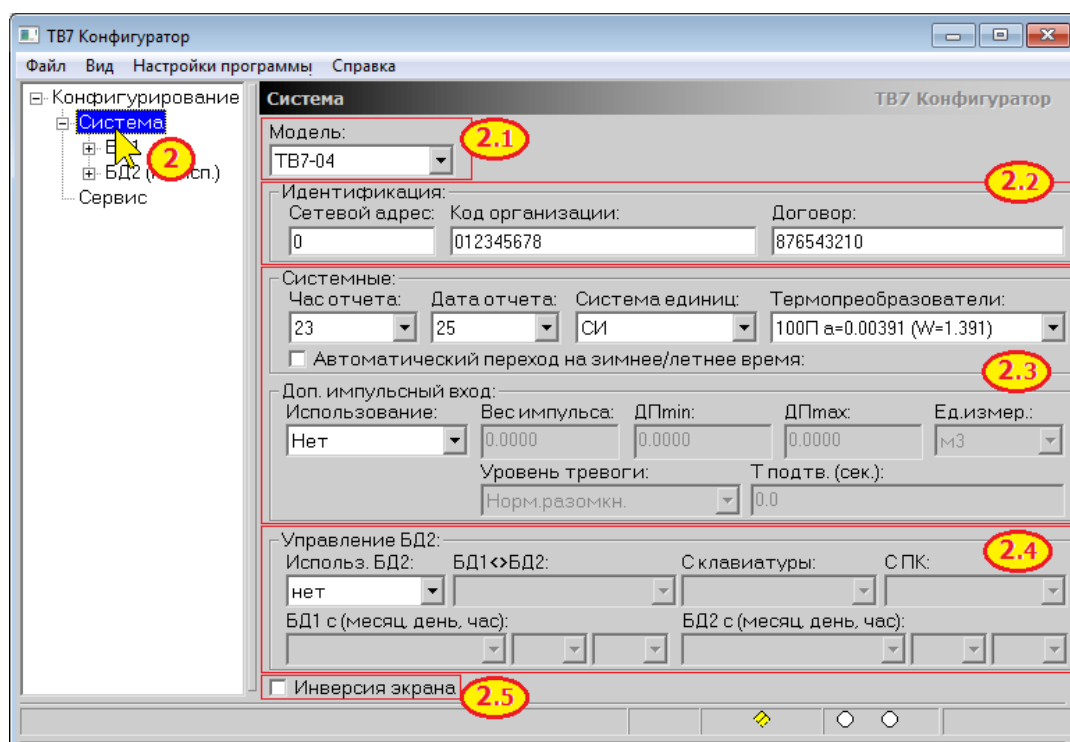 ТВ7 Конфигуратор
Файл Вид Настройки программы Справка
Конфигурирование
Система
2
БД2
сп.)
Сервис
Система ТВ7 Конфигуратор
Модель:
2.1
ТВ7-04
2.2
Идентификация:
Сетевой адрес: Код организации: Договор:
0 012345678 876543210
Системные:
Час отчета: Дата отчета: Система единиц: Термопреобразователи:
23 25 СИ 100П a=0.00391 (W=1.391)
Автоматический переход на зимнее/летнее время:
2.3
Доп. импульсный вход:
Использование: Вес импульса: ДПmin: ДПmax: Ед.измер.:
Нет 0.0000 0.0000 0.0000 м3
Уровень тревоги: Т подтв. (сек.):
Норм.разомкн. 0.0
Управление БД2:
2.4
Использ. БД2: БД1<>БД2: С клавиатуры: С ПК:
нет
БД1 с (месяц, день, час): БД2 с (месяц, день, час):
Инверсия экрана
2.5